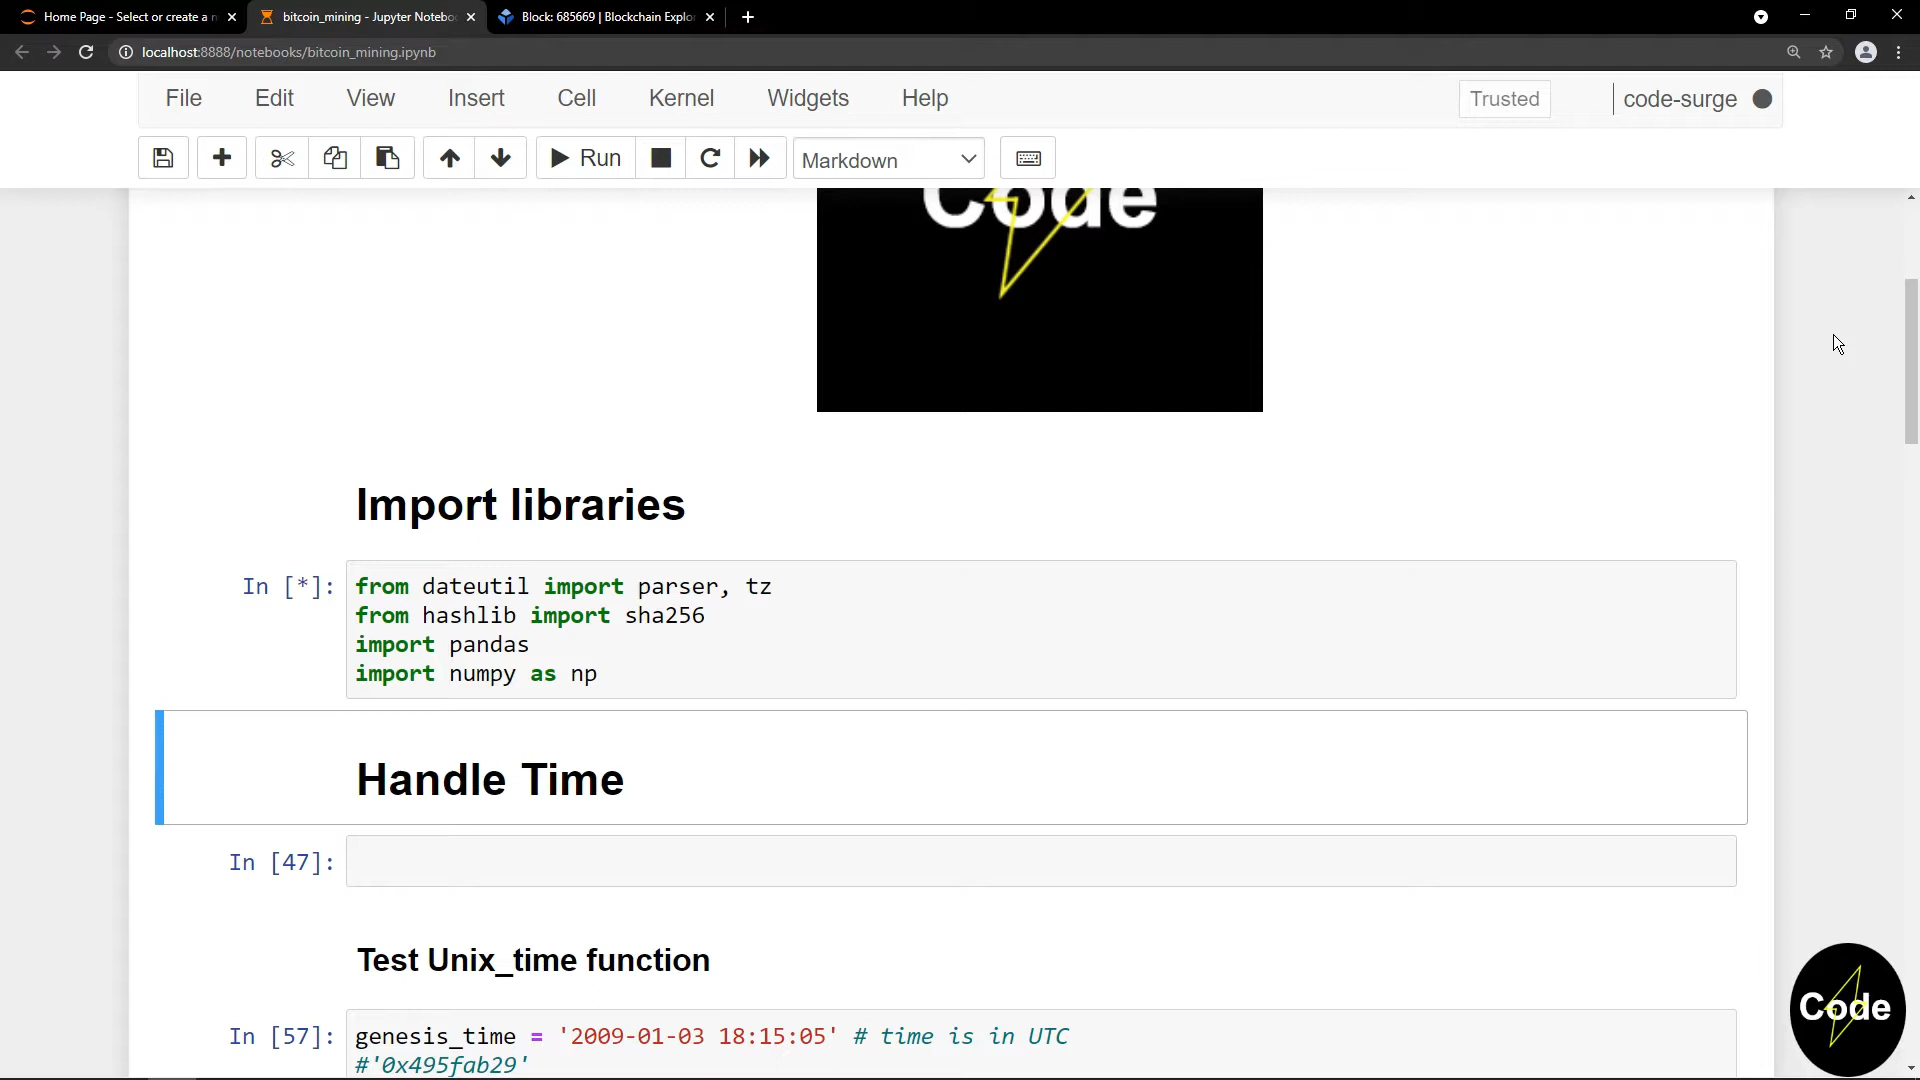 Home Page - Select or create a n
bitcoin_mining - Jupyter Notebo
Block: 685669 | Blockchain Explor
localhost:8888/notebooks/bitcoin_mining.ipynb
File Edit View Insert Cell Kernel Widgets Help Trusted code-surge
Run Markdown
Code
Import libraries
In [*]: from dateutil import parser, tz
from hashlib import sha256
import pandas
import numpy as np
Handle Time
In [47]:
Test Unix_time function
In [57]: genesis_time = '2009-01-03 18:15:05' # time is in UTC
#'0x495fab29'
Code